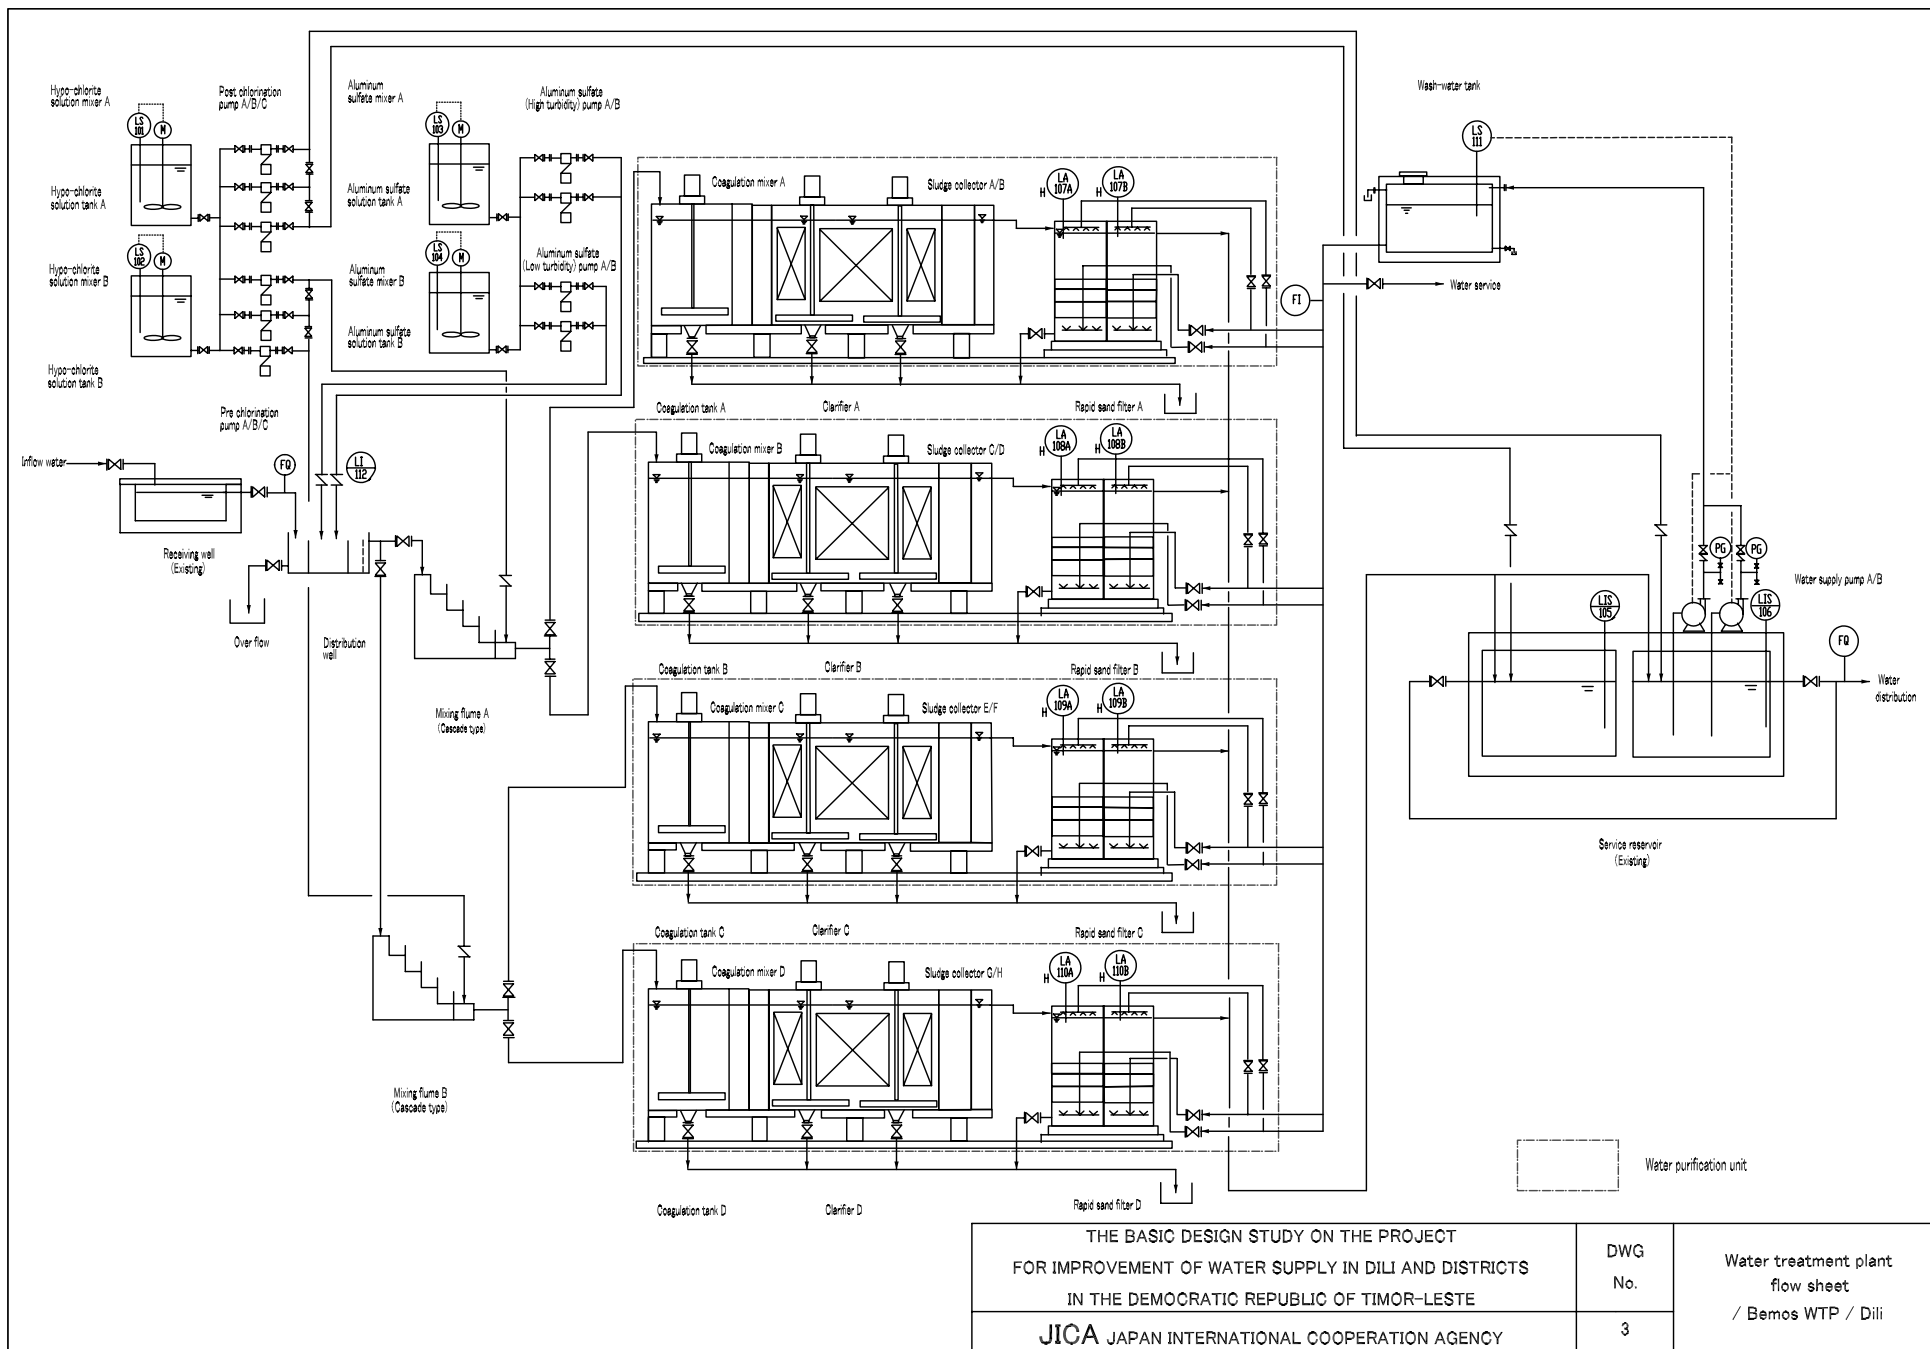 Hypo-chlorite
solution mixer A
Post chlorination
pump A/B/C
Aluminum
sulfate mixer A
Aluminum sulfate
(High turbidity) pump A/B
Wash-water tank
LS
101
M
LS
103
M
LS
111
Hypo-chlorite
solution tank A
Aluminum sulfate
solution tank A
Coagulation mixer A
Sludge collector A/B
H
LA
107A
H
LA
107B
LS
102
M
LS
104
M
Hypo-chlorite
solution mixer B
Aluminum
sulfate mixer B
Aluminum sulfate
(Low turbidity) pump A/B
FI
Water service
Aluminum sulfate
solution tank B
Hypo-chlorite
solution tank B
Pre chlorination
pump A/B/C
Coagulation tank A
Clarifier A
Rapid sand filter A
Inflow water
FQ
LI
112
Coagulation mixer B
Sludge collector C/D
H
LA
108A
H
LA
108B
Receiving well
(Existing)
PG
PG
Water supply pump A/B
LIS
105
LIS
106
Over flow
Distribution
well
FQ
Coagulation tank B
Clarifier B
Rapid sand filter B
Water
distribution
Mixing flume A
(Cascade type)
Coagulation mixer C
Sludge collector E/F
H
LA
109A
H
LA
109B
Service reservoir
(Existing)
Coagulation tank C
Clarifier C
Rapid sand filter C
Coagulation mixer D
Sludge collector G/H
H
LA
110A
H
LA
110B
Mixing flume B
(Cascade type)
Water purification unit
Coagulation tank D
Clarifier D
Rapid sand filter D
THE BASIC DESIGN STUDY ON THE PROJECT
FOR IMPROVEMENT OF WATER SUPPLY IN DILI AND DISTRICTS
IN THE DEMOCRATIC REPUBLIC OF TIMOR-LESTE
JICA JAPAN INTERNATIONAL COOPERATION AGENCY
DWG
No.
3
Water treatment plant
flow sheet
/ Bemos WTP / Dili